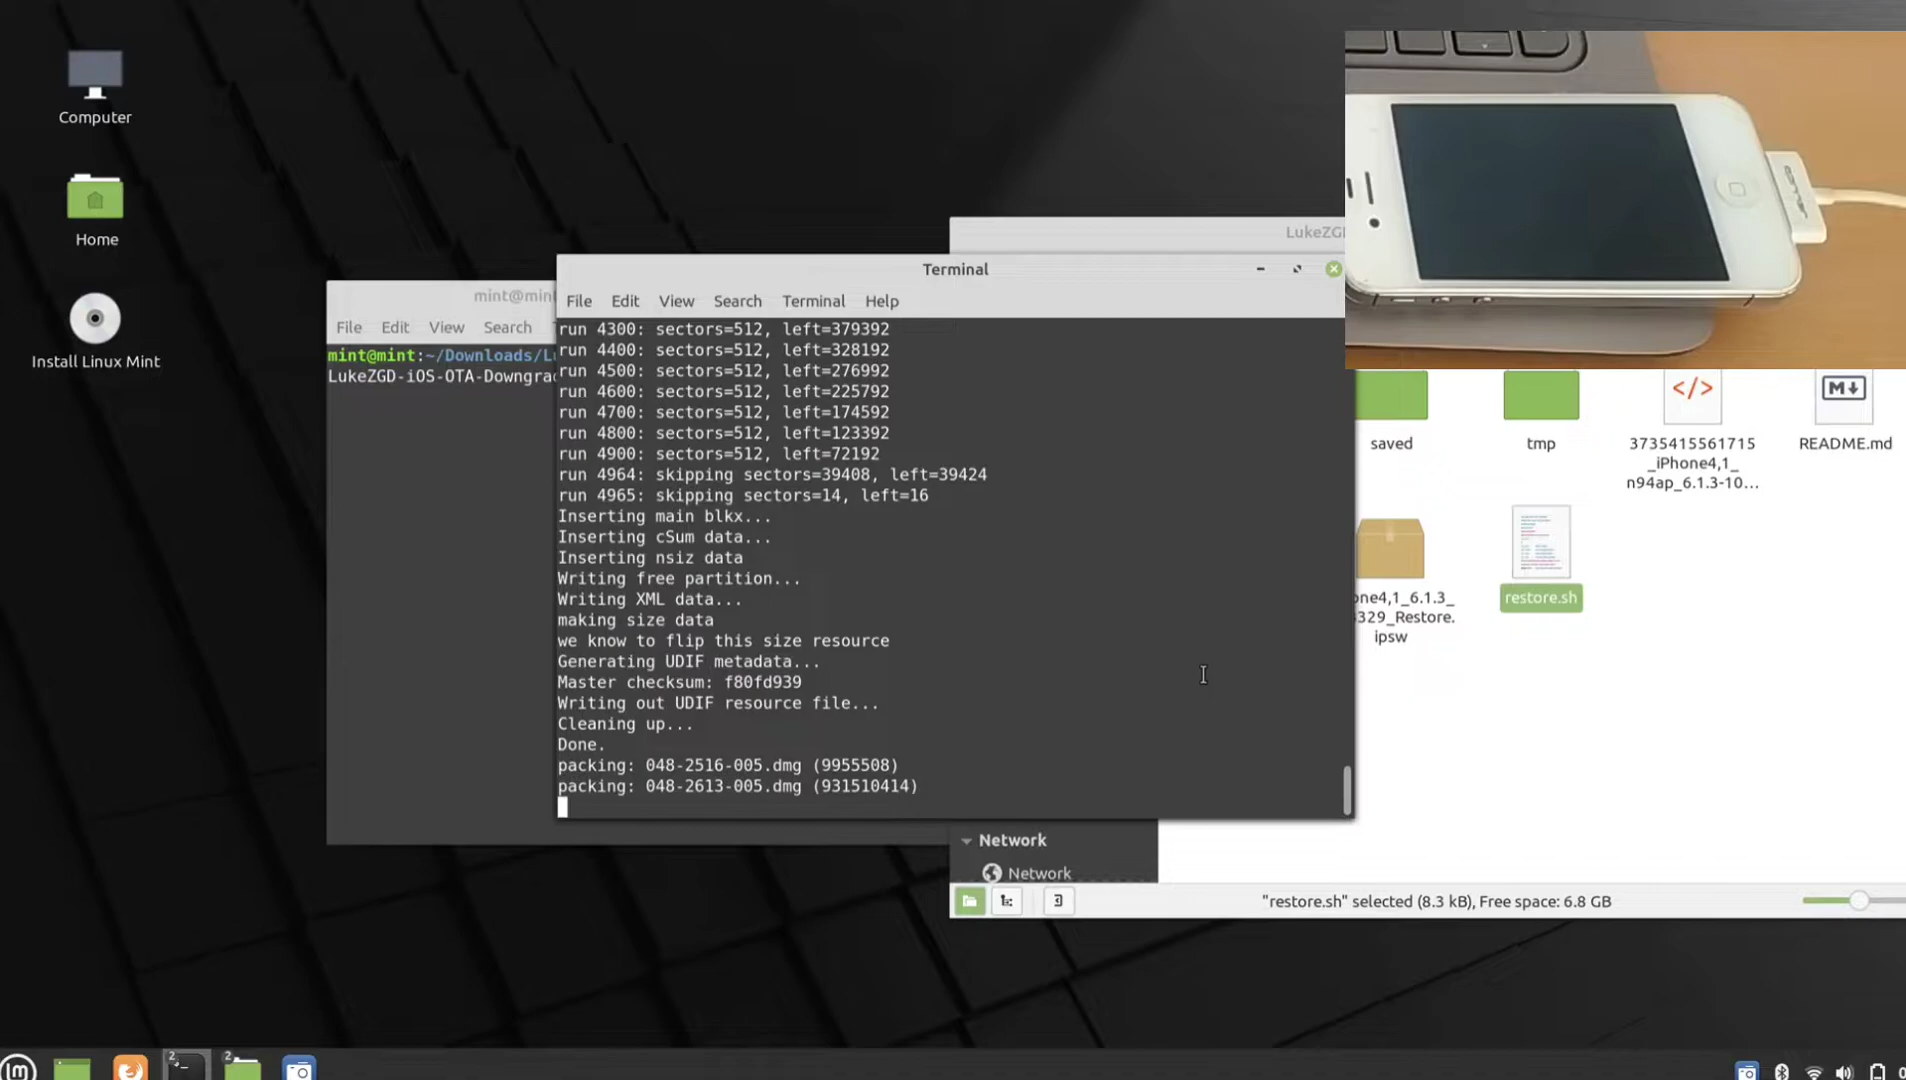 Computer
Home
Install Linux Mint
LukeZG
mint@min
File Edit View Search
mint@mint:~/Downloads/L
LukeZGD-iOS-OTA-Downgra
Terminal
File Edit View Search Terminal Help
run 4300: sectors=512, left=379392
run 4400: sectors=512, left=328192
run 4500: sectors=512, left=276992
run 4600: sectors=512, left=225792
run 4700: sectors=512, left=174592
run 4800: sectors=512, left=123392
run 4900: sectors=512, left=72192
run 4964: skipping sectors=39408, left=39424
run 4965: skipping sectors=14, left=16
Inserting main blkx...
Inserting cSum data...
Inserting nsiz data
Writing free partition...
Writing XML data...
making size data
we know to flip this size resource
Generating UDIF metadata...
Master checksum: f80fd939
Writing out UDIF resource file...
Cleaning up...
Done.
packing: 048-2516-005.dmg (9955508)
packing: 048-2613-005.dmg (931510414)
saved
tmp
3735415561715
_iPhone4,1_
n94ap_6.1.3-10...
README.md
one4,1_6.1.3_
329_Restore.
ipsw
restore.sh
Network
Network
"restore.sh" selected (8.3 kB), Free space: 6.8 GB
2
2